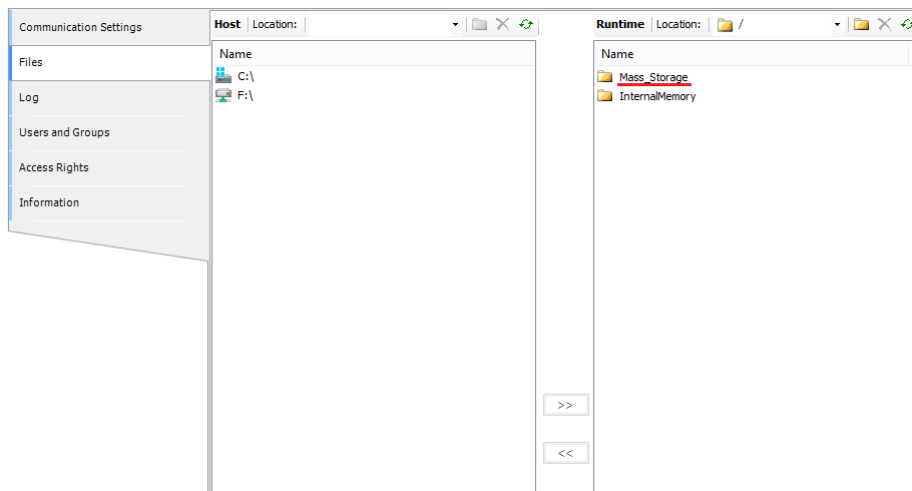 Communication Settings
Files
Log
Users and Groups
Access Rights
Information
Host Location:
Name
C:\
F:\
>>
<<
Runtime Location: /
Name
Mass_Storage
InternalMemory